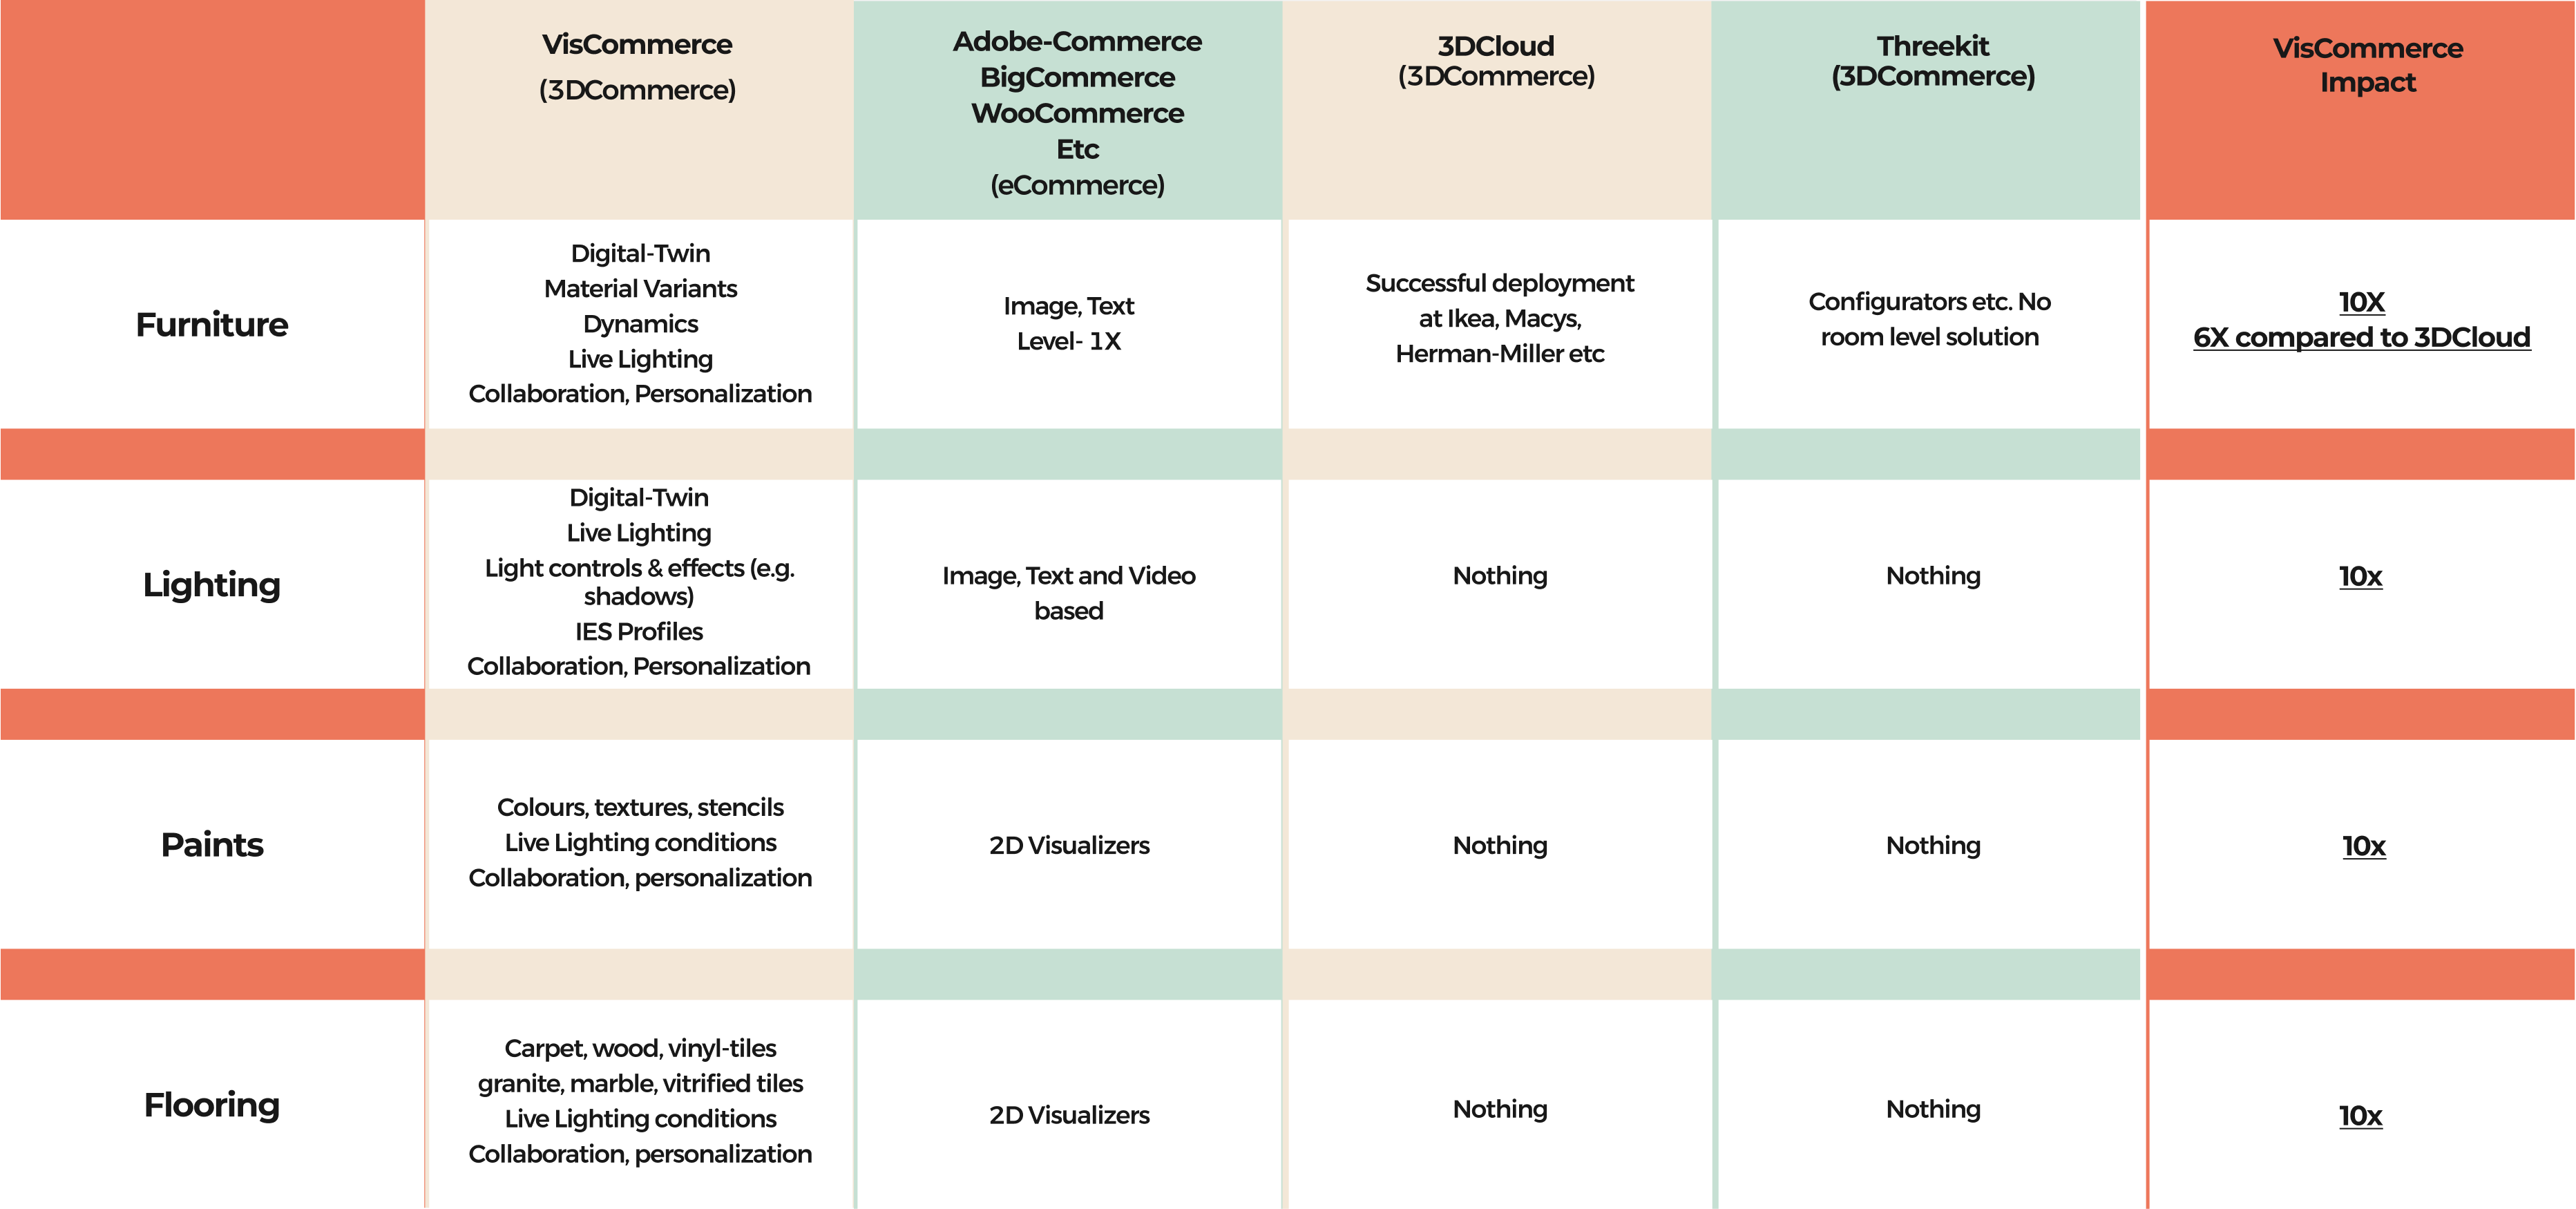 VisCommerce
(3DCommerce)
Adobe-Commerce
BigCommerce
WooCommerce
Etc
(eCommerce)
3DCloud
(3DCommerce)
Threekit
(3DCommerce)
VisCommerce
Impact
Furniture
Digital-Twin
Material Variants
Dynamics
Live Lighting
Collaboration, Personalization
Image, Text
Level- 1X
Successful deployment
at Ikea, Macys,
Herman-Miller etc
Configurators etc. No
room level solution
10X
6X compared to 3DCloud
Lighting
Digital-Twin
Live Lighting
Light controls & effects (e.g.
shadows)
IES Profiles
Collaboration, Personalization
Image, Text and Video
based
Nothing
Nothing
10x
Paints
Colours, textures, stencils
Live Lighting conditions
Collaboration, personalization
2D Visualizers
Nothing
Nothing
10x
Flooring
Carpet, wood, vinyl-tiles
granite, marble, vitrified tiles
Live Lighting conditions
Collaboration, personalization
2D Visualizers
Nothing
Nothing
10x